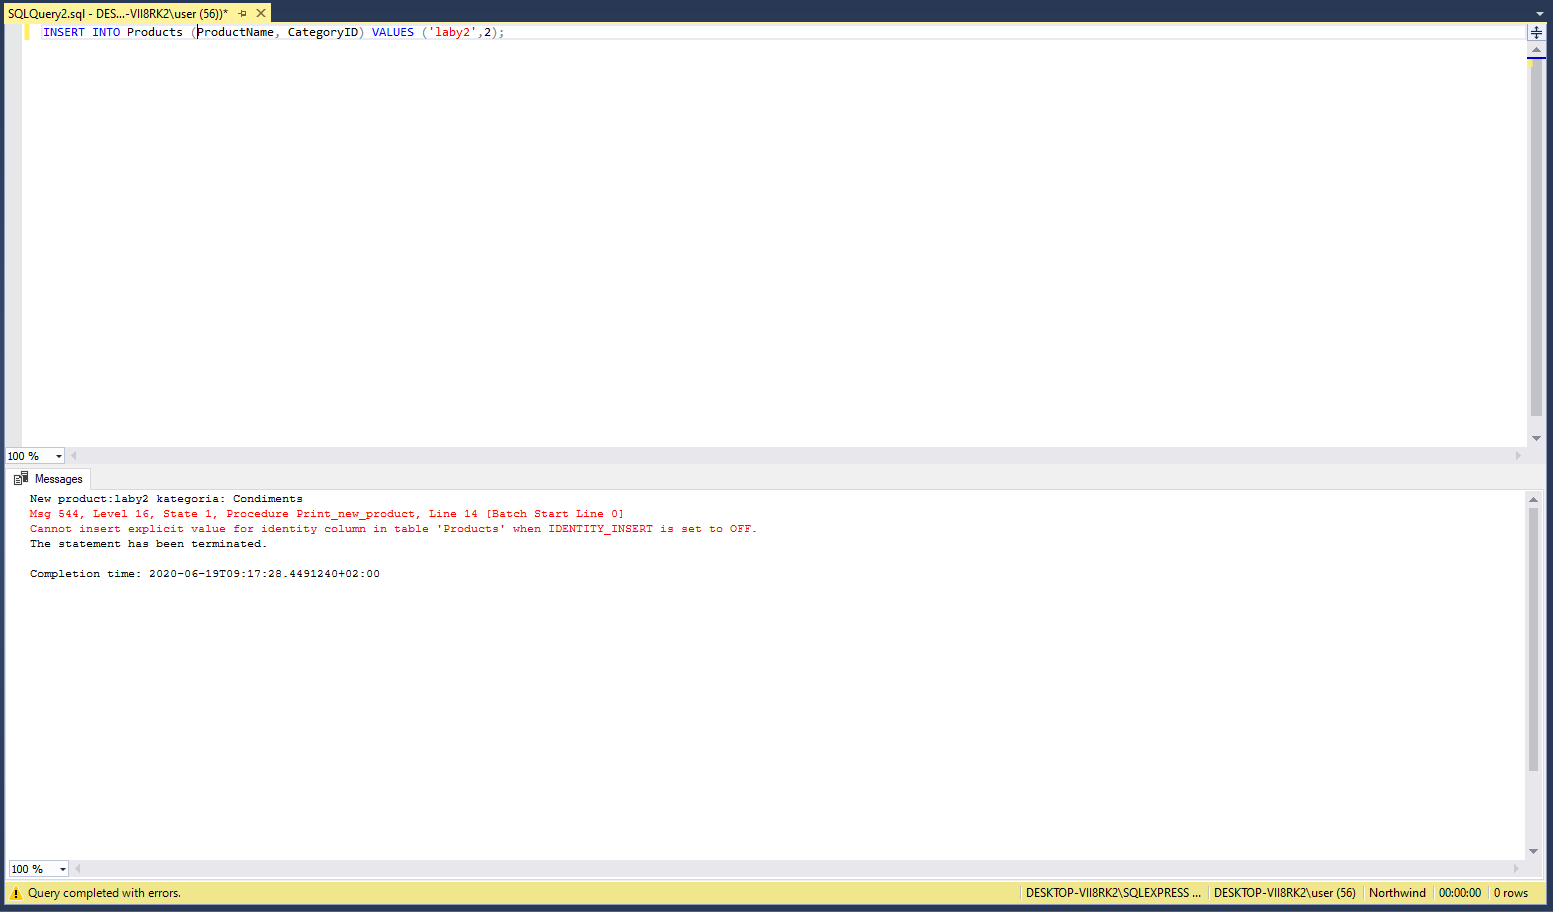 SQLQuery2.sql - DES...-VII8RK2\user (56))*
INSERT INTO Products (ProductName, CategoryID) VALUES ('laby2',2);
100 %
Messages
New product:laby2 kategoria: Condiments
Msg 544, Level 16, State 1, Procedure Print_new_product, Line 14 [Batch Start Line 0]
Cannot insert explicit value for identity column in table 'Products' when IDENTITY_INSERT is set to OFF.
The statement has been terminated.
Completion time: 2020-06-19T09:17:28.4491240+02:00
100 %
Query completed with errors.
DESKTOP-VII8RK2\SQLEXPRESS ...
DESKTOP-VII8RK2\user (56)
Northwind
00:00:00
0 rows